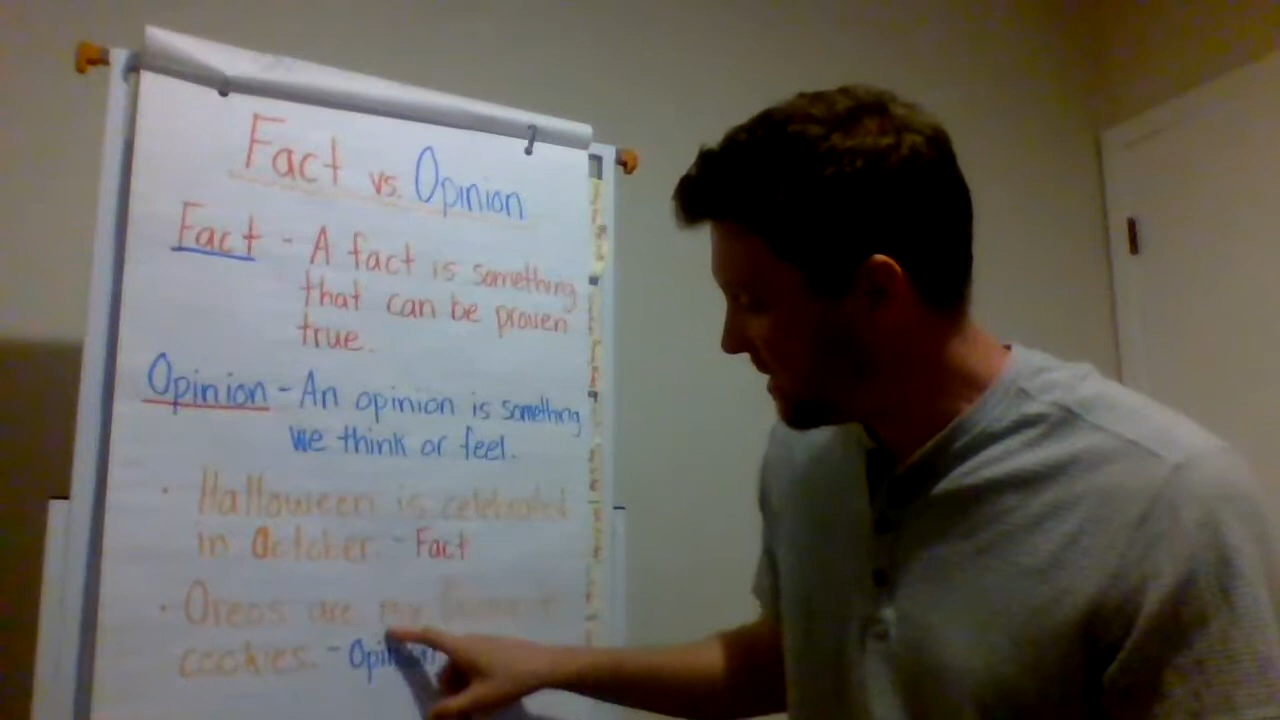 Fact vs. Opinion
Fact - A fact is something
that can be proven
true.
Opinion - An opinion is something
we think or feel.
· Halloween is celebrated
in October. - Fact
· Oreos are my favorite
cookies. - Opinion